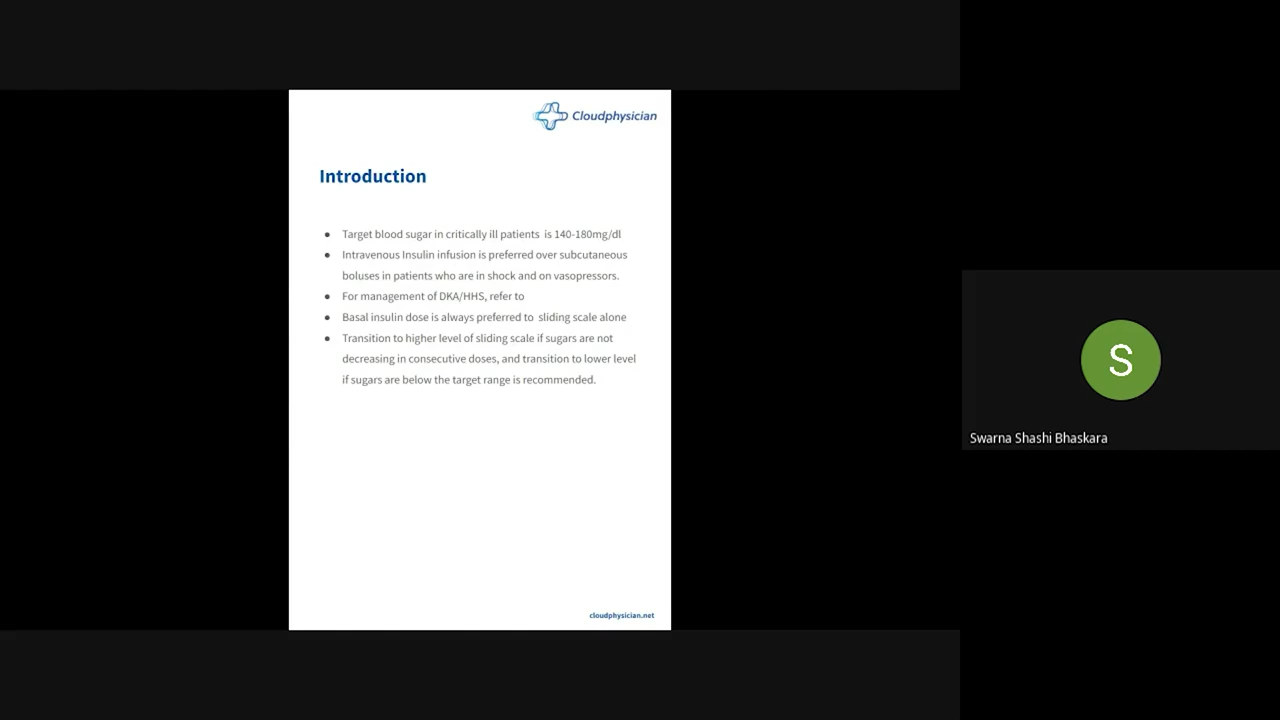 Cloudphysician
Introduction
● Target blood sugar in critically ill patients  is 140-180mg/dl
● Intravenous Insulin infusion is preferred over subcutaneous
boluses in patients who are in shock and on vasopressors.
● For management of DKA/HHS, refer to
● Basal insulin dose is always preferred to  sliding scale alone
● Transition to higher level of sliding scale if sugars are not
decreasing in consecutive doses, and transition to lower level
if sugars are below the target range is recommended.
cloudphysician.net
S
Swarna Shashi Bhaskara